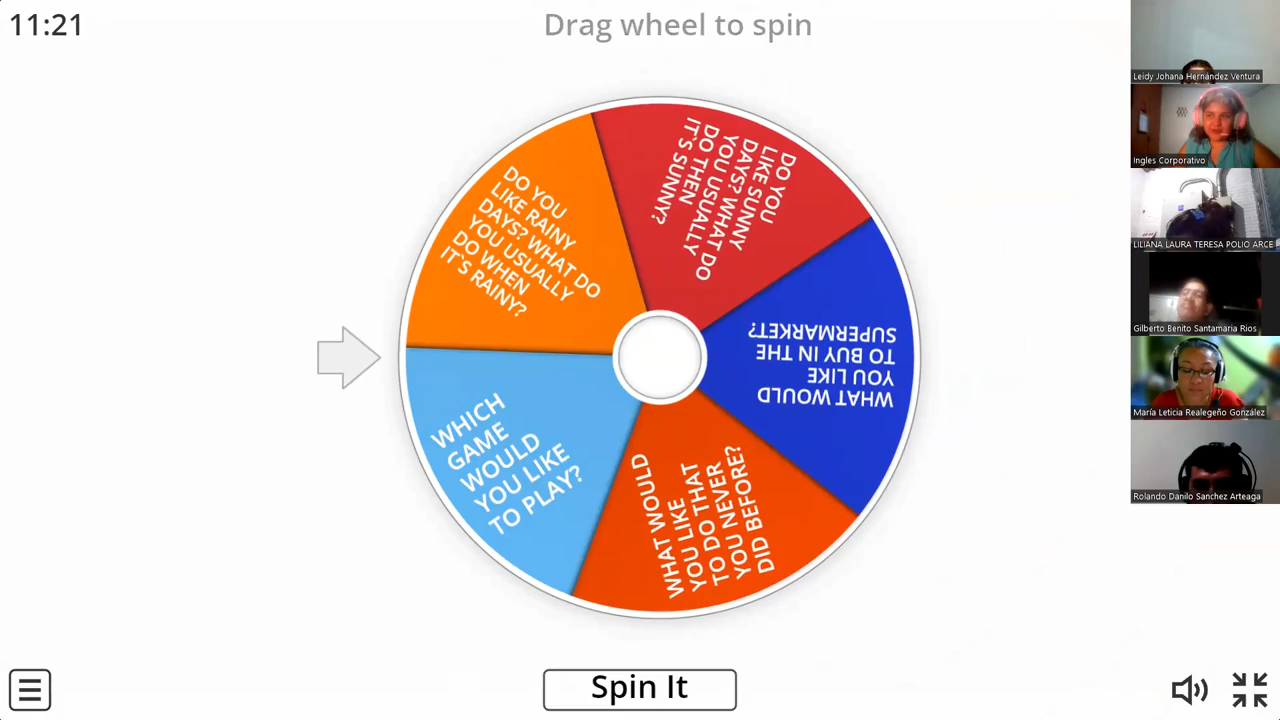 11:21
Drag wheel to spin
DO YOU
LIKE RAINY
DAYS? WHAT DO
YOU USUALLY
DO WHEN
IT'S RAINY?
DO YOU
LIKE SUNNY
DAYS? WHAT DO
YOU USUALLY
DO THEN
IT'S SUNNY?
WHAT WOULD
YOU LIKE
TO BUY IN THE
SUPERMARKET?
WHAT WOULD
YOU LIKE
TO DO THAT
YOU NEVER
DID BEFORE?
WHICH
GAME
WOULD
YOU LIKE
TO PLAY?
Spin It
Leidy Johana Hernández Ventura
Ingles Corporativo
LILIANA LAURA TERESA POLIO ARCE
Gilberto Benito Santamaria Rios
María Leticia Realegeño González
Rolando Danilo Sanchez Arteaga